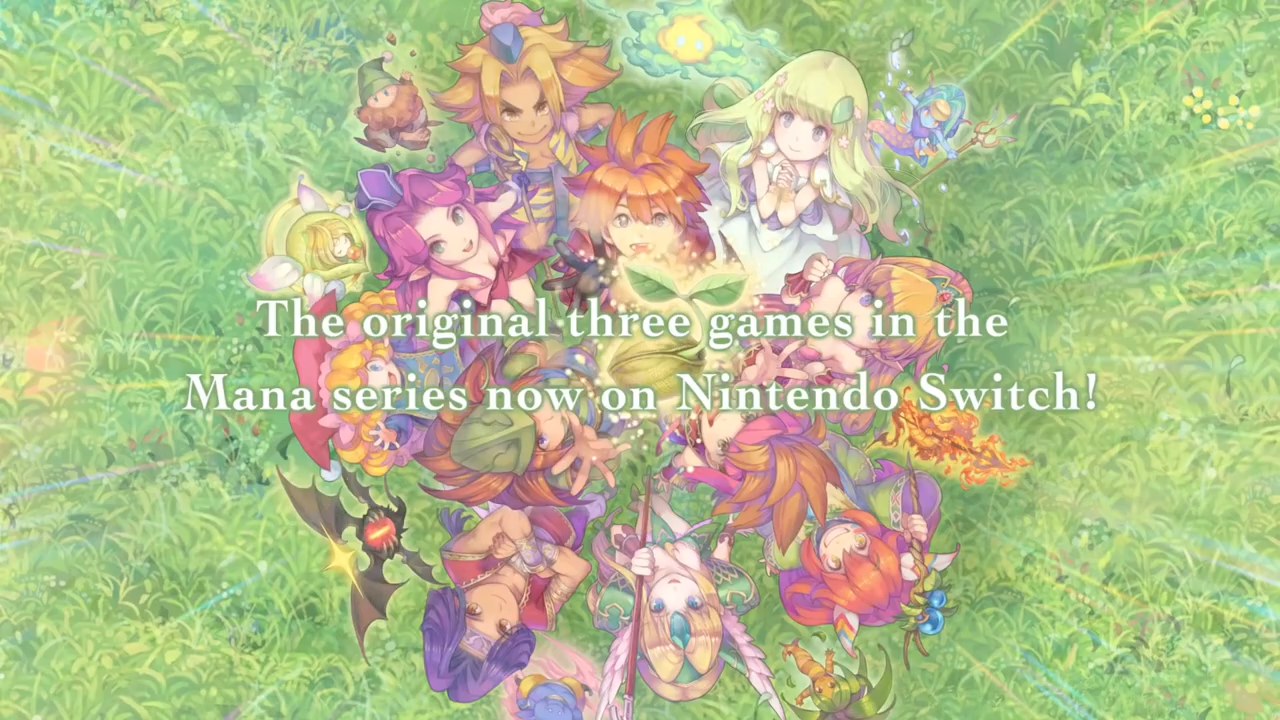 The original three games in the
Mana series now on Nintendo Switch!